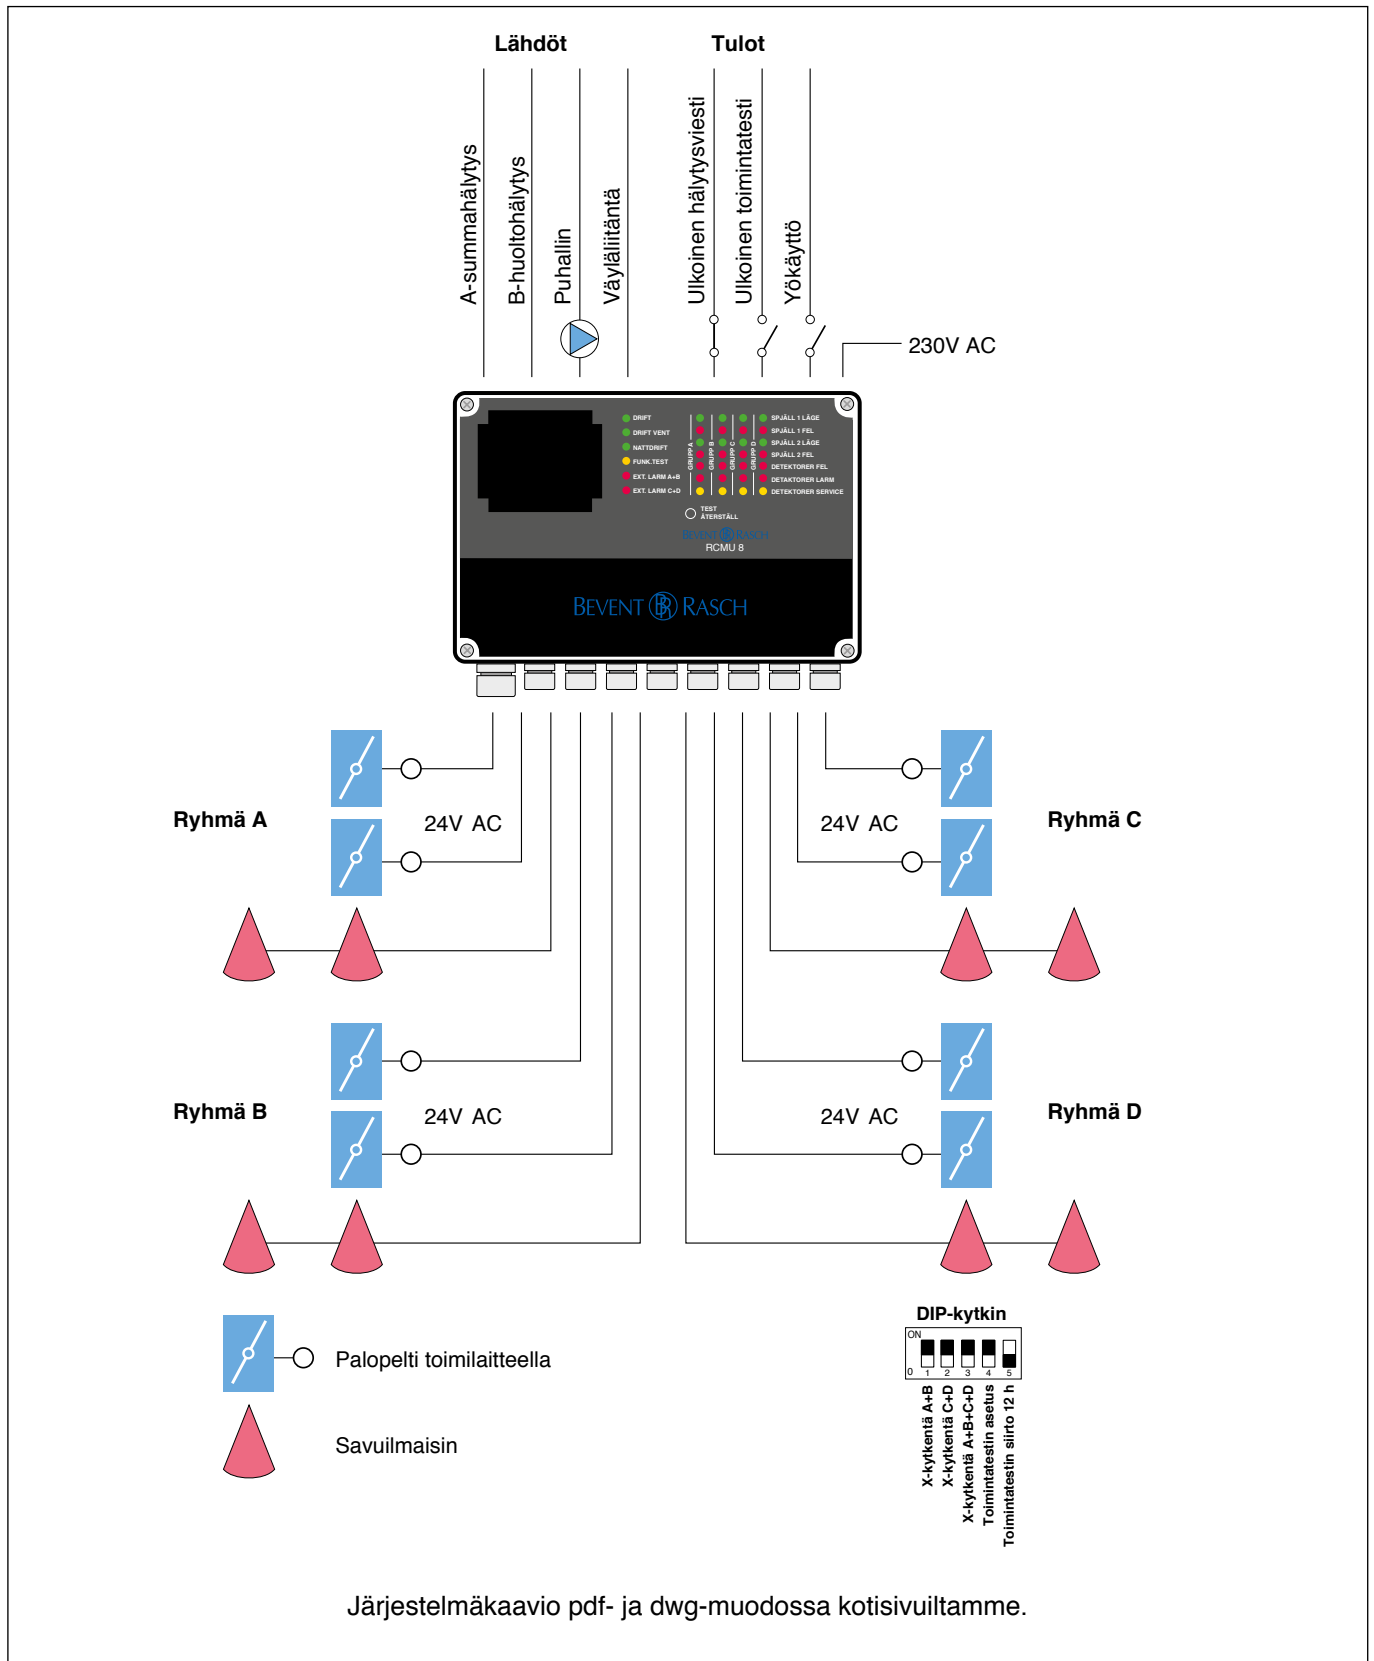 Lähdöt
Tulot
A-summahälytys
B-huoltohälytys
Puhallin
Väyläliitäntä
Ulkoinen hälytysviesti
Ulkoinen toimintatesti
Yökäyttö
230V AC
DRIFT
DRIFT VENT
NATTDRIFT
FUNK.TEST
EXT. LARM A+B
EXT. LARM C+D
GRUPP A
GRUPP B
GRUPP C
GRUPP D
SPJÄLL 1 LÄGE
SPJÄLL 1 FEL
SPJÄLL 2 LÄGE
SPJÄLL 2 FEL
DETEKTORER FEL
DETAKTORER LARM
DETEKTORER SERVICE
TEST
ÅTERSTÄLL
BEVENT BR RASCH
RCMU 8
BEVENT BR RASCH
Ryhmä A
24V AC
24V AC
Ryhmä C
Ryhmä B
24V AC
24V AC
Ryhmä D
Palopelti toimilaitteella
Savuilmaisin
DIP-kytkin
ON
0 1 2 3 4 5
X-kytkentä A+B
X-kytkentä C+D
X-kytkentä A+B+C+D
Toimintatestin asetus
Toimintatestin siirto 12 h
Järjestelmäkaavio pdf- ja dwg-muodossa kotisivuiltamme.